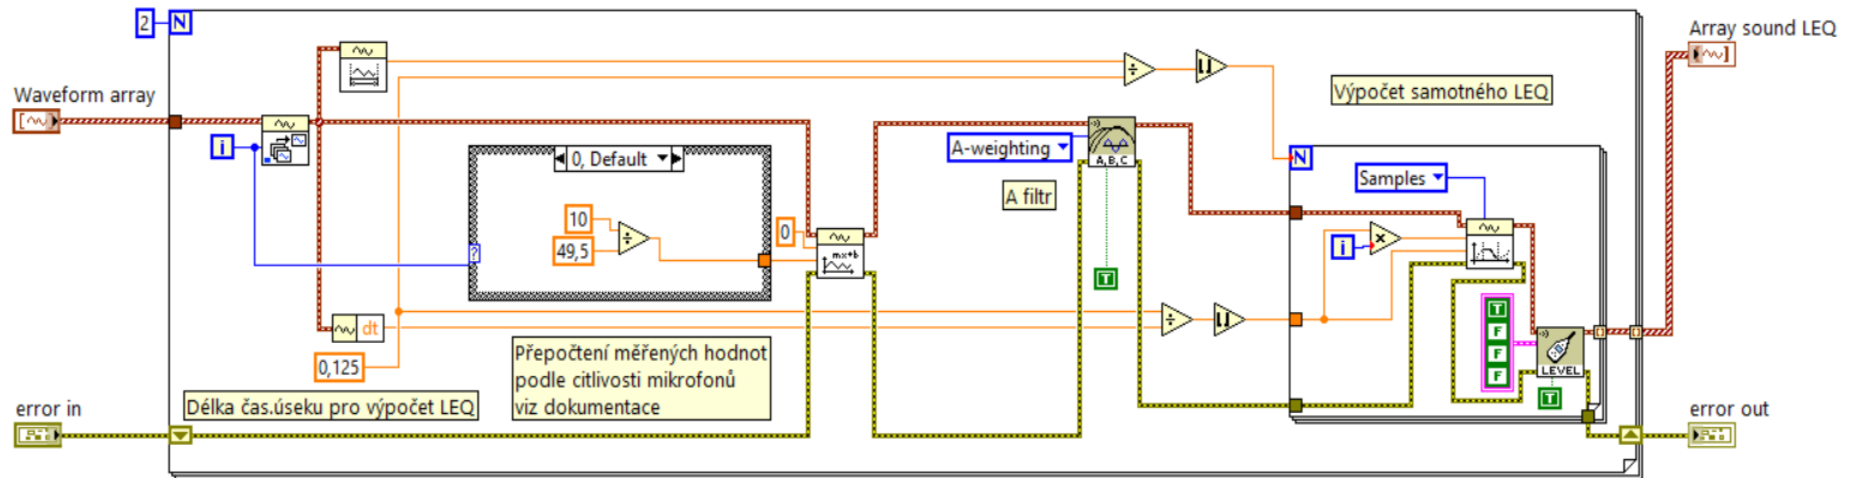 2
N
Array sound LEQ
Waveform array
Výpočet samotného LEQ
i
0, Default
A-weighting
A,B,C
N
Samples
A filtr
10
49,5
0
?
mx+b
x
i
T
dt
T
F
F
F
0,125
Přepočtení měřených hodnot
podle citlivosti mikrofonů
viz dokumentace
LEVEL
T
Délka čas.úseku pro výpočet LEQ
error in
error out